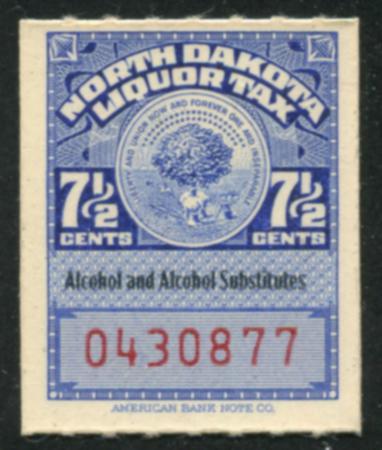 NORTH DAKOTA
LIQUOR TAX
LIBERTY AND UNION NOW AND FOREVER ONE AND INSEPARABLE
7½ 7½
CENTS CENTS
Alcohol and Alcohol Substitutes
0430877
AMERICAN BANK NOTE CO.